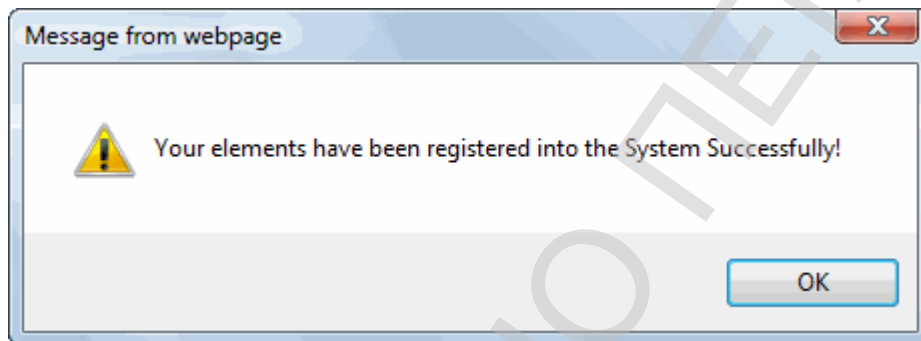 Message from webpage
Your elements have been registered into the System Successfully!
OK